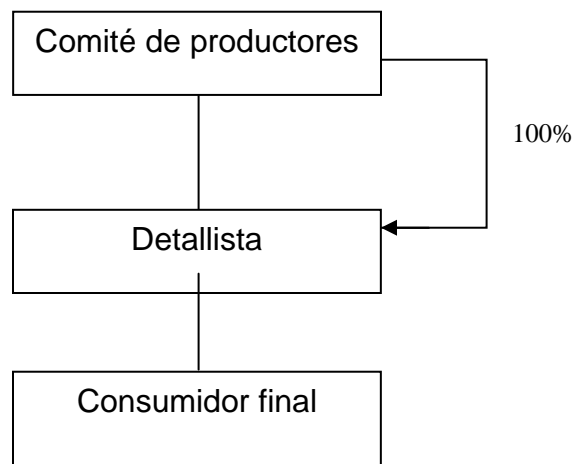 Comité de productores
100%
Detallista
Consumidor final